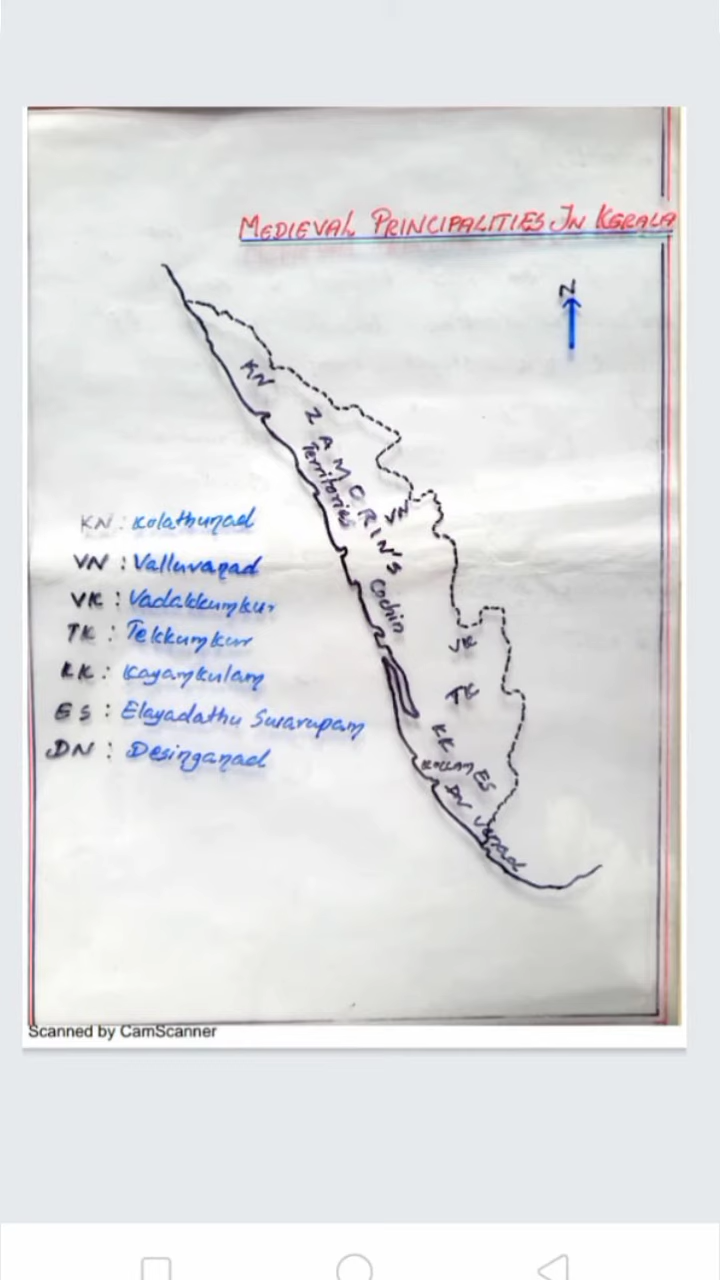 MEDIEVAL PRINCIPALITIES IN KERALA
N
KN
ZAMORIN'S
Territories
VN
Cochin
VK
TK
KK
KOLLAM ES
DN Venad
KN : Kolathunad
VN : Valluvanad
VK : Vadakkumkur
TK : Tekkumkur
KK : Kayamkulam
ES : Elayadathu Swarupam
DN : Desinganad
Scanned by CamScanner